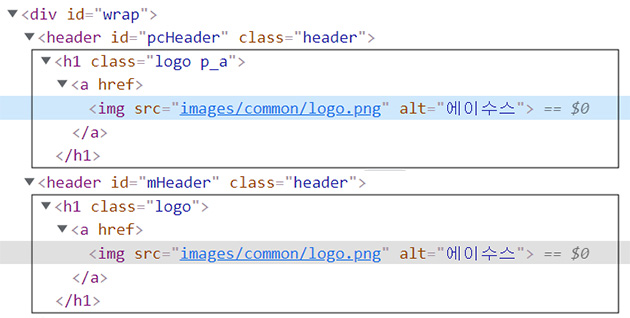 ▼<div id="wrap">
▼<header id="pcHeader" class="header">
▼<h1 class="logo p_a">
▼<a href>
<img src="images/common/logo.png" alt="에이수스"> == $0
</a>
</h1>
▼<header id="mHeader" class="header">
▼<h1 class="logo">
▼<a href>
<img src="images/common/logo.png" alt="에이수스"> == $0
</a>
</h1>